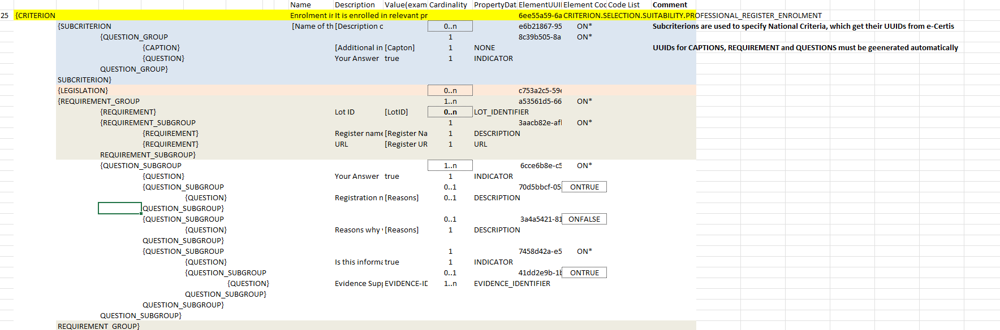 Name Description Value(exam Cardinality PropertyDat ElementUUI Element Coc Code List Comment
25 {CRITERION Enrolment ir It is enrolled in relevant pr 6ee55a59-6a CRITERION.SELECTION.SUITABILITY.PROFESSIONAL_REGISTER_ENROLMENT
{SUBCRITERION [Name of th [Description c 0..n e6b21867-95 ON* Subcriterions are used to specify National Criteria, which get their UUIDs from e-Certis
{QUESTION_GROUP 1 8c39b505-8a ON*
{CAPTION} [Additional in [Capton] 1 NONE UUIDs for CAPTIONS, REQUIREMENT and QUESTIONS must be geenerated automatically
{QUESTION} Your Answer true 1 INDICATOR
QUESTION_GROUP}
SUBCRITERION}
{LEGISLATION} 0..n c753a2c5-59e
{REQUIREMENT_GROUP 1..n a53561d5-66 ON*
{REQUIREMENT} Lot ID [LotID] 0..n LOT_IDENTIFIER
{REQUIREMENT_SUBGROUP 1 3aacb82e-afl ON*
{REQUIREMENT} Register name [Register Na 1 DESCRIPTION
{REQUIREMENT} URL [Register UR 1 URL
REQUIREMENT_SUBGROUP}
{QUESTION_SUBGROUP 1..n 6cce6b8e-c5 ON*
{QUESTION} Your Answer true 1 INDICATOR
{QUESTION_SUBGROUP 0..1 70d5bbcf-05 ONTRUE
{QUESTION} Registration n [Reasons] 0..1 DESCRIPTION
QUESTION_SUBGROUP}
{QUESTION_SUBGROUP 0..1 3a4a5421-81 ONFALSE
{QUESTION} Reasons why [Reasons] 1 DESCRIPTION
QUESTION_SUBGROUP}
{QUESTION_SUBGROUP 1 7458d42a-e5 ON*
{QUESTION} Is this informa true 1 INDICATOR
{QUESTION_SUBGROUP 0..1 41dd2e9b-1l ONTRUE
{QUESTION} Evidence Supp EVIDENCE-ID 1..n EVIDENCE_IDENTIFIER
QUESTION_SUBGROUP}
QUESTION_SUBGROUP}
QUESTION_SUBGROUP}
REQUIREMENT_GROUP}